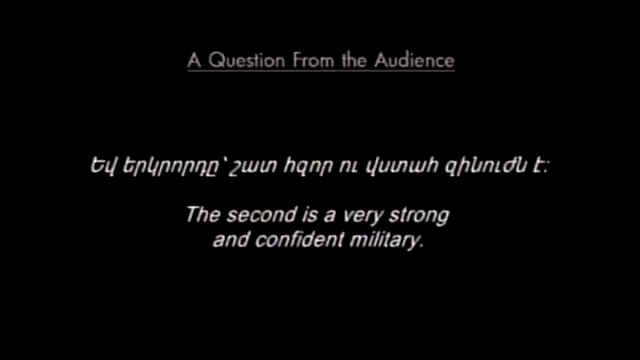 A Question From the Audience
Եվ երկրորդը՝ շատ հզոր ու վստահ զինուժն է:
The second is a very strong
and confident military.